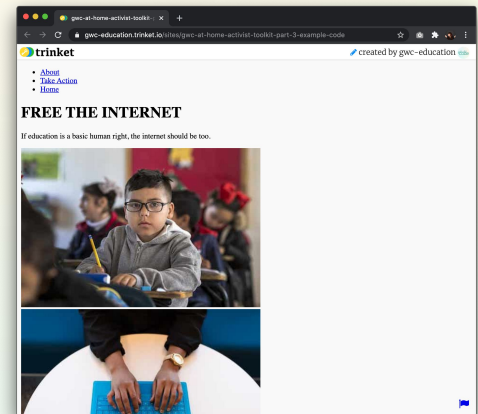 gwc-at-home-activist-toolkit-
gwc-education.trinket.io/sites/gwc-at-home-activist-toolkit-part-3-example-code
trinket
created by gwc-education
About
Take Action
Home
FREE THE INTERNET
If education is a basic human right, the internet should be too.